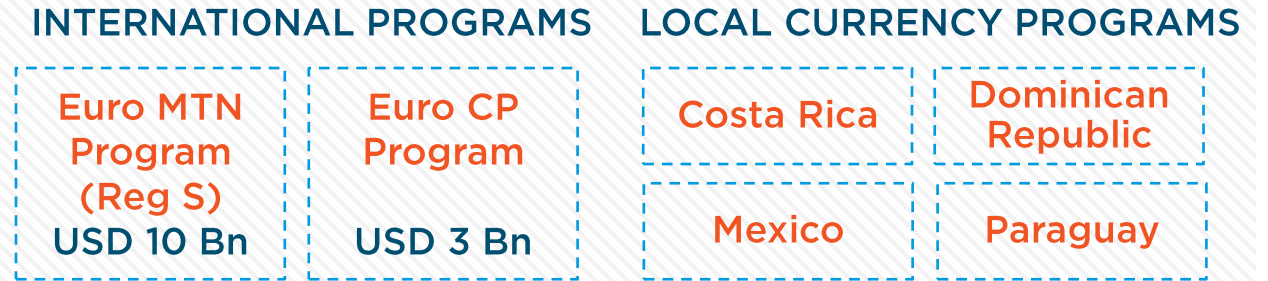 INTERNATIONAL PROGRAMS
Euro MTN
Program
(Reg S)
USD 10 Bn
Euro CP
Program
USD 3 Bn
LOCAL CURRENCY PROGRAMS
Costa Rica
Dominican
Republic
Mexico
Paraguay